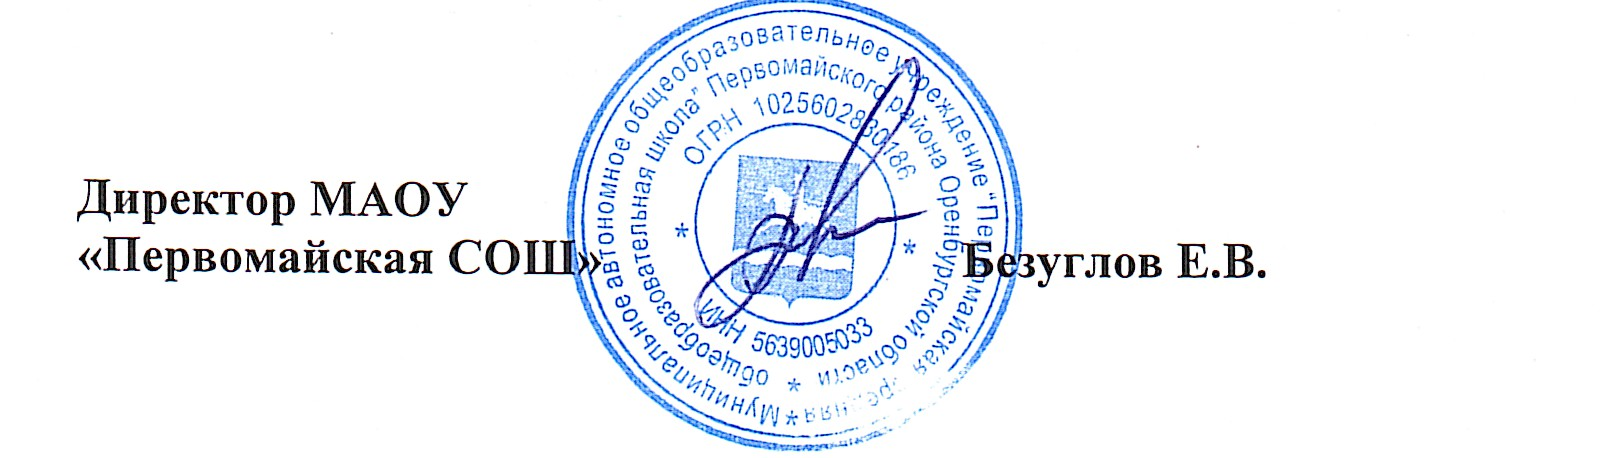 Директор МАОУ
«Первомайская СОШ»
Безуглов Е.В.
Муниципальное автономное общеобразовательное учреждение "Первомайская средняя
общеобразовательная школа" Первомайского района Оренбургской области
ОГРН 1025602830186
ИНН 5639005033